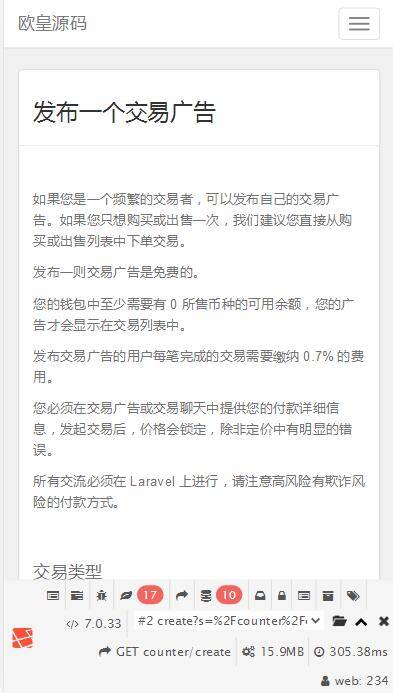 欧皇源码
发布一个交易广告
如果您是一个频繁的交易者，可以发布自己的交易广
告。如果您只想购买或出售一次，我们建议您直接从购
买或出售列表中下单交易。
发布一则交易广告是免费的。
您的钱包中至少需要有 0 所售币种的可用余额，您的广
告才会显示在交易列表中。
发布交易广告的用户每笔完成的交易需要缴纳 0.7% 的费
用。
您必须在交易广告或交易聊天中提供您的付款详细信
息，发起交易后，价格会锁定，除非定价中有明显的错
误。
所有交流必须在 Laravel 上进行，请注意高风险有欺诈风
险的付款方式。
交易类型
17 10
</> 7.0.33 #2 create?s=%2Fcounter%2F
GET counter/create 15.9MB 305.38ms
web: 234